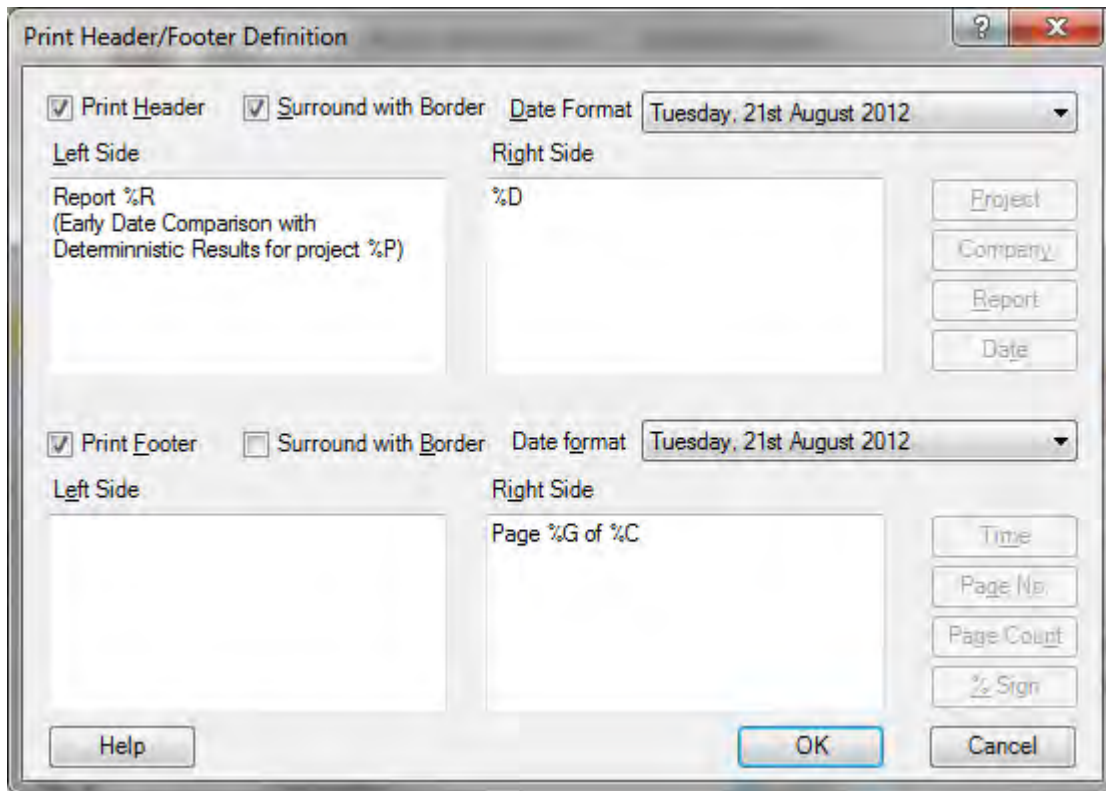 Print Header/Footer Definition
Print Header Surround with Border Date Format Tuesday, 21st August 2012
Left Side Right Side
Report %R %D
(Early Date Comparison with
Determinnistic Results for project %P)
Project
Company
Report
Date
Print Footer Surround with Border Date format Tuesday, 21st August 2012
Left Side Right Side
Page %G of %C
Time
Page No.
Page Count
% Sign
Help OK Cancel